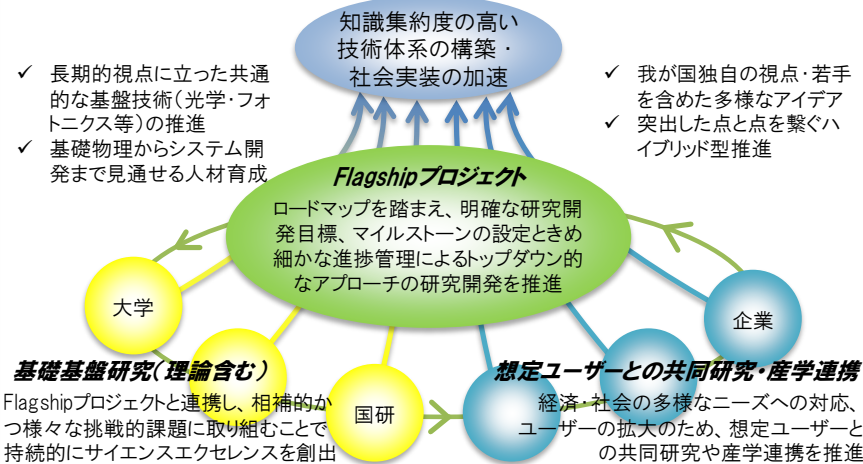 知識集約度の高い
技術体系の構築・
社会実装の加速
✓ 長期的視点に立った共通
的な基盤技術（光学・フォ
トニクス等）の推進
✓ 基礎物理からシステム開
発まで見通せる人材育成
✓ 我が国独自の視点・若手
を含めた多様なアイデア
✓ 突出した点と点を繋ぐハ
イブリッド型推進
Flagshipプロジェクト
ロードマップを踏まえ、明確な研究開
発目標、マイルストーンの設定ときめ
細かな進捗管理によるトップダウン的
なアプローチの研究開発を推進
大学
企業
基礎基盤研究（理論含む）
Flagshipプロジェクトと連携し、相補的か
つ様々な挑戦的課題に取り組むことで
持続的にサイエンスエクセレンスを創出
国研
想定ユーザーとの共同研究・産学連携
経済・社会の多様なニーズへの対応、
ユーザーの拡大のため、想定ユーザーと
の共同研究や産学連携を推進